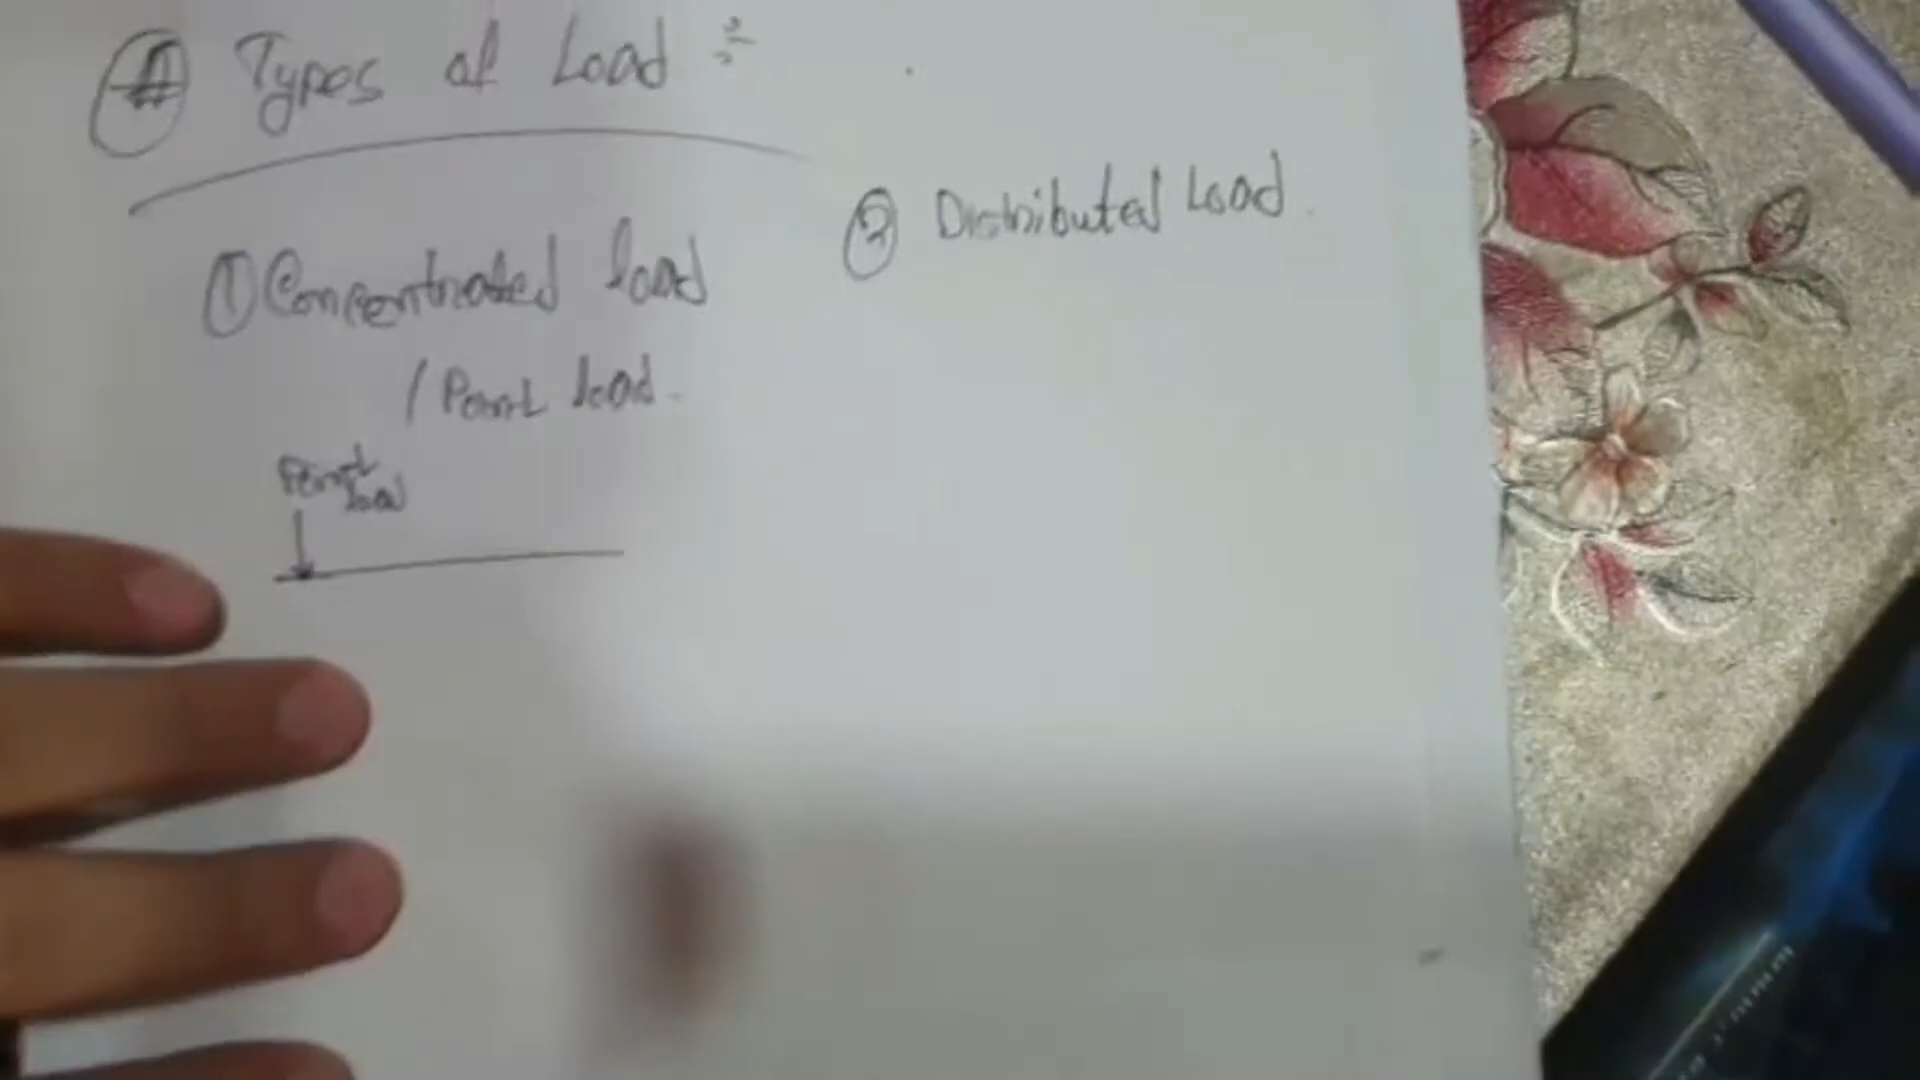 # Types of Load :-
① Concentrated load
/ Point load.
Point
load
② Distributed Load.